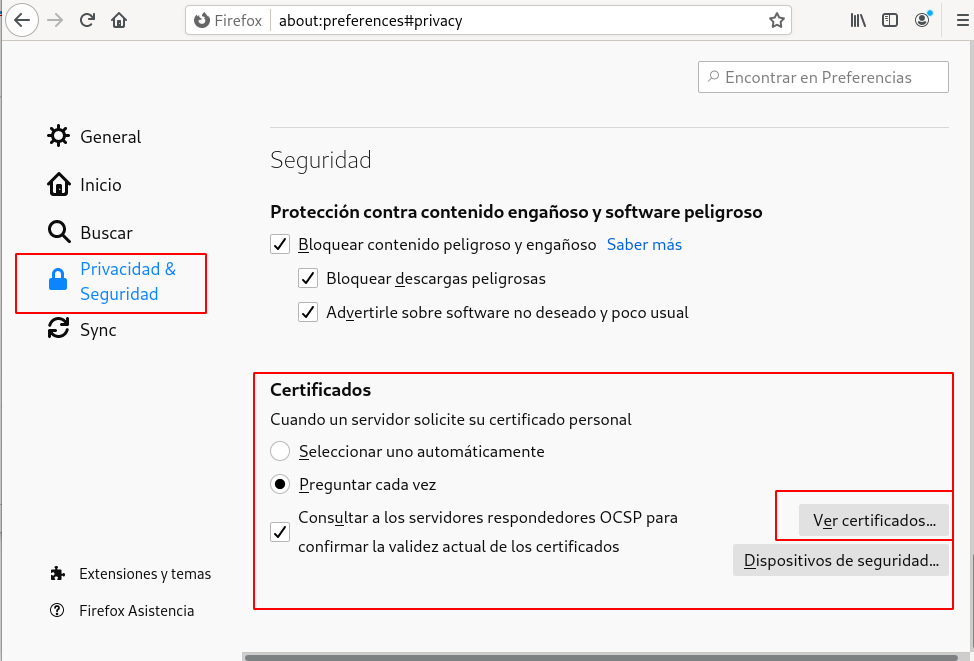 Firefox about:preferences#privacy
Encontrar en Preferencias
General
Inicio
Buscar
Privacidad &
Seguridad
Sync
Extensiones y temas
Firefox Asistencia
Seguridad
Protección contra contenido engañoso y software peligroso
Bloquear contenido peligroso y engañoso Saber más
Bloquear descargas peligrosas
Advertirle sobre software no deseado y poco usual
Certificados
Cuando un servidor solicite su certificado personal
Seleccionar uno automáticamente
Preguntar cada vez
Consultar a los servidores respondedores OCSP para
confirmar la validez actual de los certificados
Ver certificados...
Dispositivos de seguridad...